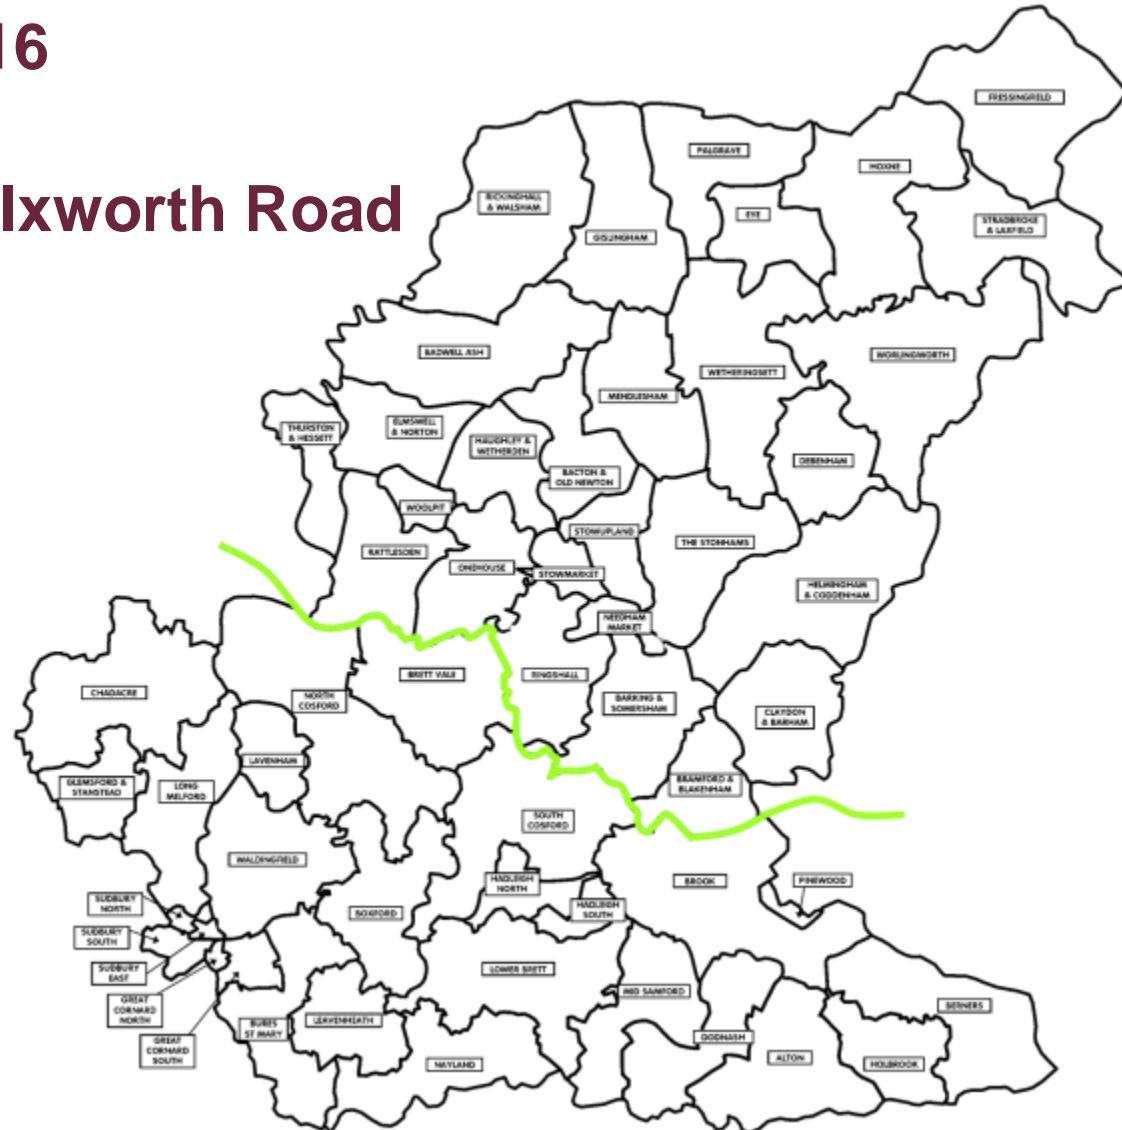 16
Ixworth Road
FRESSINGFIELD
PALGRAVE
HOXNE
RICKINGHALL
& WALSHAM
EYE
STRADBROKE
& LAXFIELD
GISLINGHAM
BADWELL ASH
WORLINGWORTH
WETHERINGSETT
MENDLESHAM
THURSTON
& HESSETT
ELMSWELL
& NORTON
HAUGHLEY &
WETHERDEN
DEBENHAM
BACTON &
OLD NEWTON
WOOLPIT
STOWUPLAND
THE STONHAMS
RATTLESDEN
ONEHOUSE
STOWMARKET
HELMINGHAM
& CODDENHAM
NEEDHAM
MARKET
BRETT VALE
RINGSHALL
CHADACRE
NORTH
COSFORD
BARKING &
SOMERSHAM
CLAYDON
& BARHAM
LAVENHAM
GLEMSFORD &
STANSTEAD
LONG
MELFORD
BRAMFORD &
BLAKENHAM
SOUTH
COSFORD
WALDINGFIELD
HADLEIGH
NORTH
BROOK
PINEWOOD
SUDBURY
NORTH
BOXFORD
HADLEIGH
SOUTH
SUDBURY
SOUTH
SUDBURY
EAST
LOWER BRETT
MID SAMFORD
GREAT
CORNARD
NORTH
BERNERS
BURES
ST MARY
LEAVENHEATH
DODNASH
GREAT
CORNARD
SOUTH
NAYLAND
ALTON
HOLBROOK